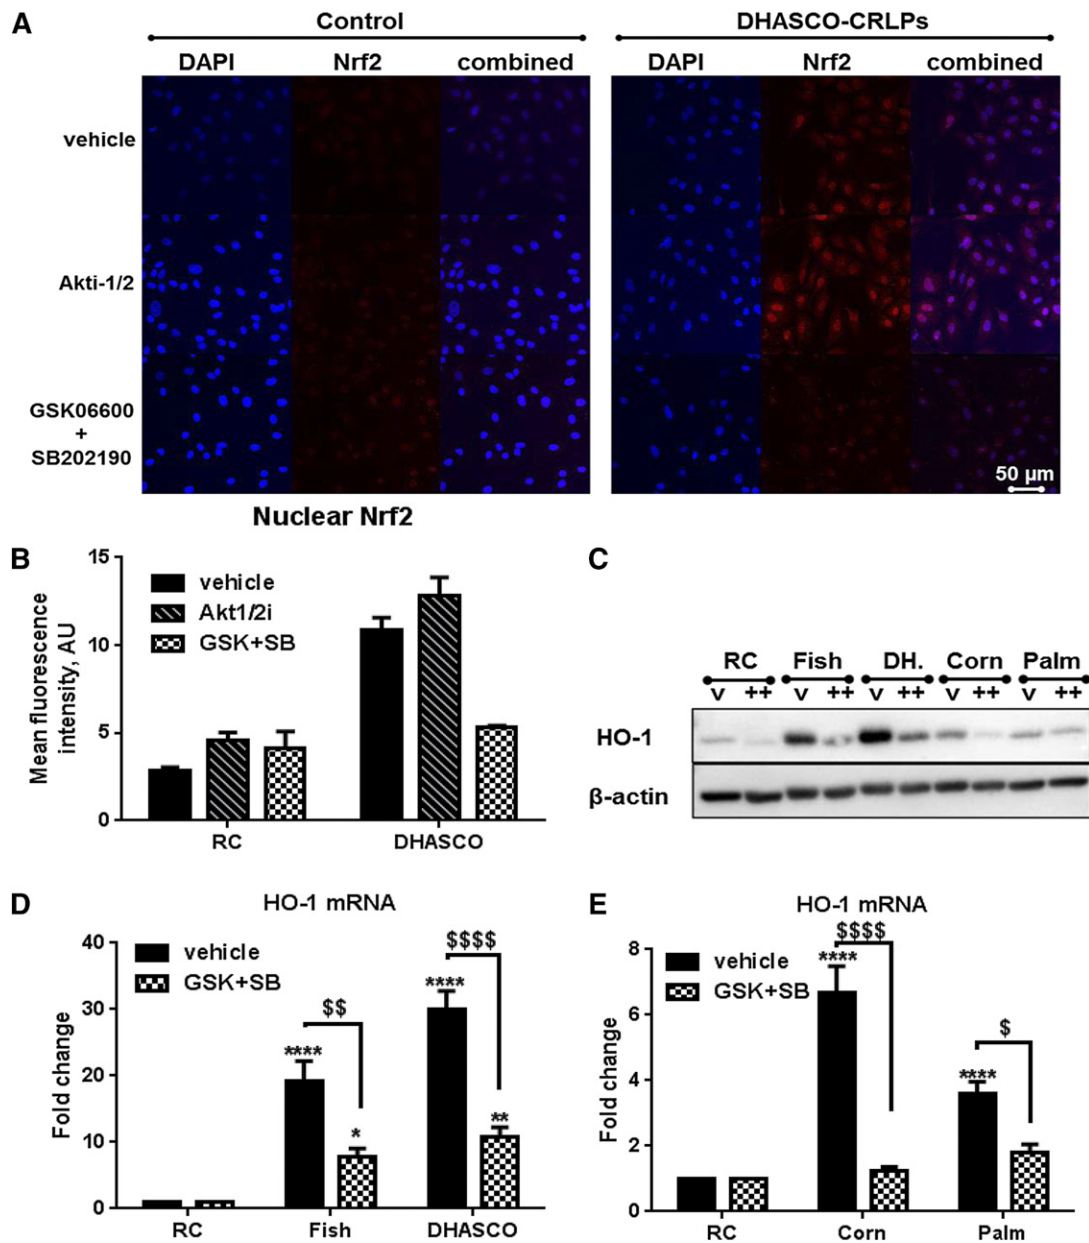 A
Control
DHASCO-CRLPs
DAPI Nrf2 combined
DAPI Nrf2 combined
vehicle
Akti-1/2
GSK06600
+
SB202190
50 µm
Nuclear Nrf2
B
Mean fluorescence
intensity, AU
15
10
5
0
vehicle
Akt1/2i
GSK+SB
RC DHASCO
C
RC Fish DH. Corn Palm
v ++ v ++ v ++ v ++ v ++
HO-1
β-actin
D
HO-1 mRNA
Fold change
40
30
20
10
0
vehicle
GSK+SB
$$$$
****
$$
****
*
**
RC Fish DHASCO
E
HO-1 mRNA
Fold change
8
6
4
2
0
vehicle
GSK+SB
$$$$
****
$
****
RC Corn Palm